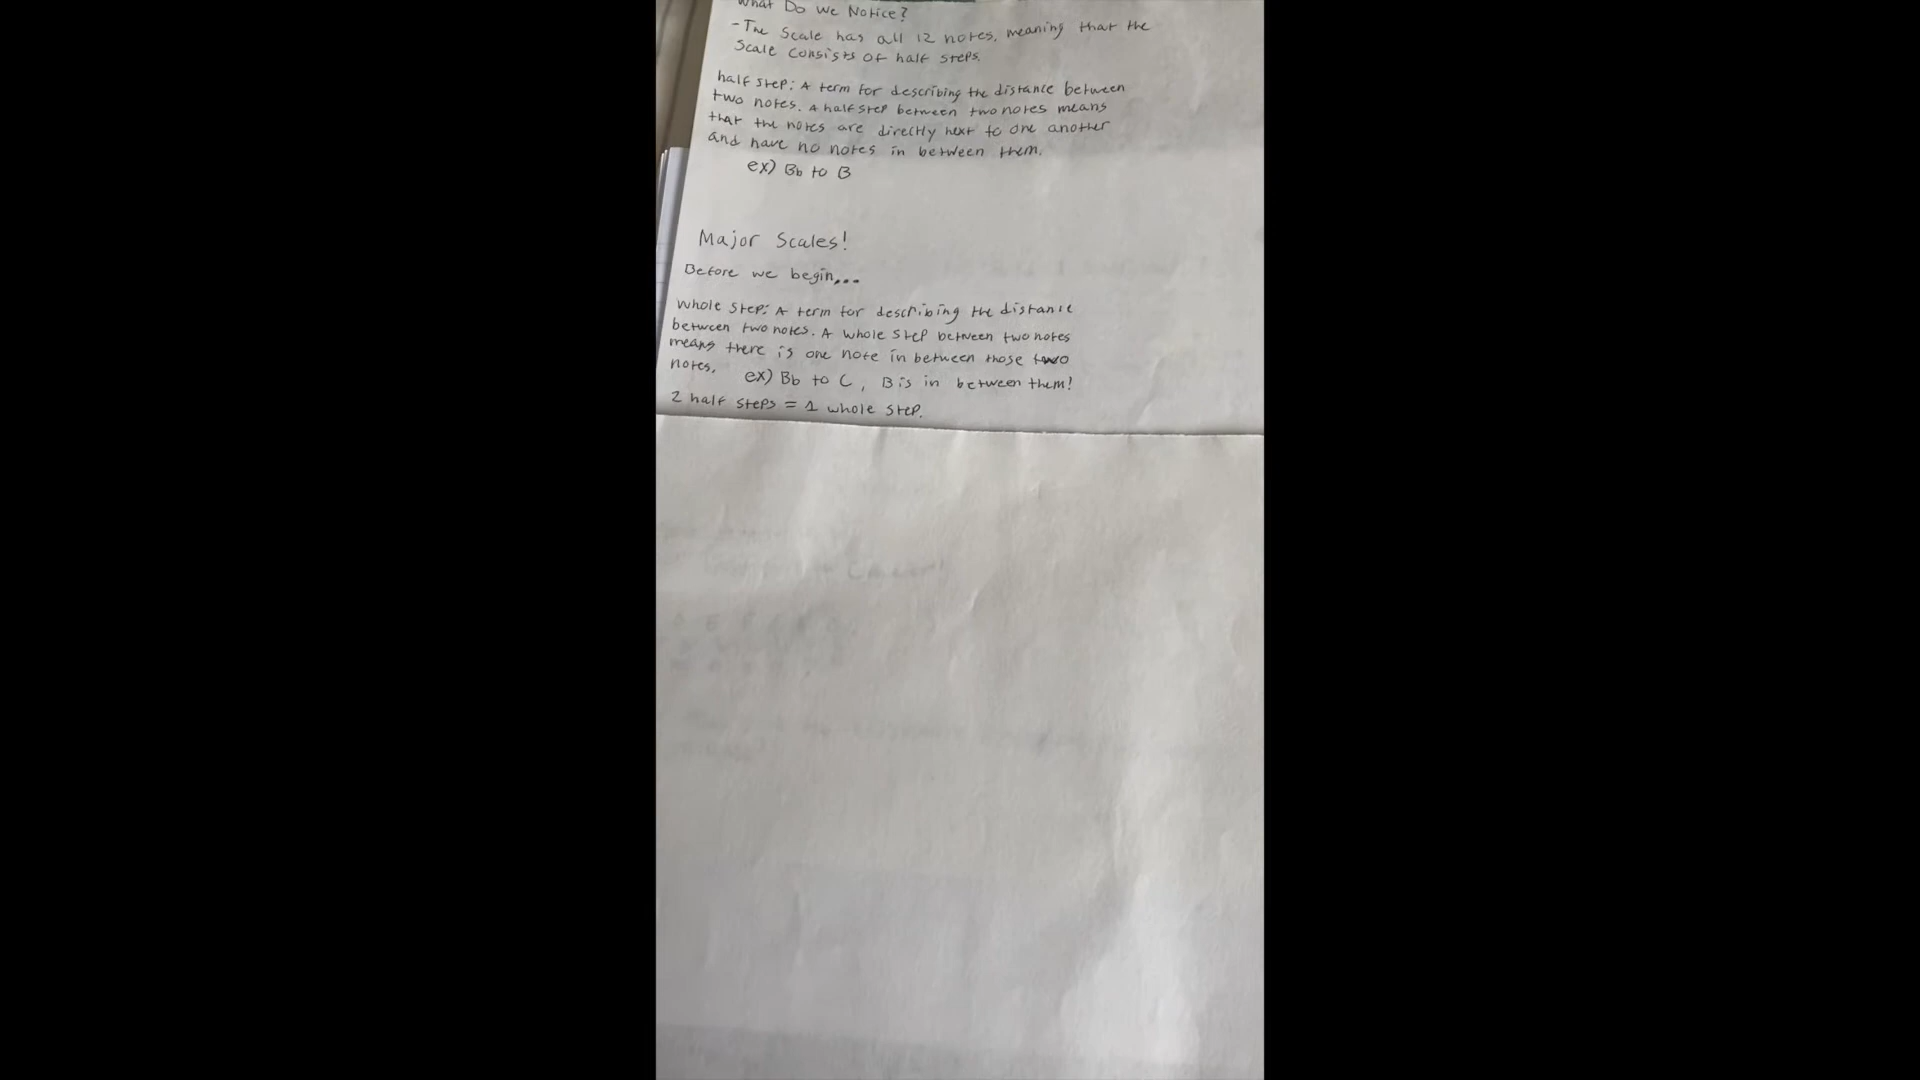 What Do We Notice?
- The Scale has all 12 notes, meaning that the
Scale consists of half steps.
half step: A term for describing the distance between
two notes. A half step between two notes means
that the notes are directly next to one another
and have no notes in between them.
ex) Bb to B
Major Scales!
Before we begin...
Whole Step: A term for describing the distance
between two notes. A whole step between two notes
means there is one note in between those two
notes. ex) Bb to C, B is in between them!
2 half steps = 1 whole step.